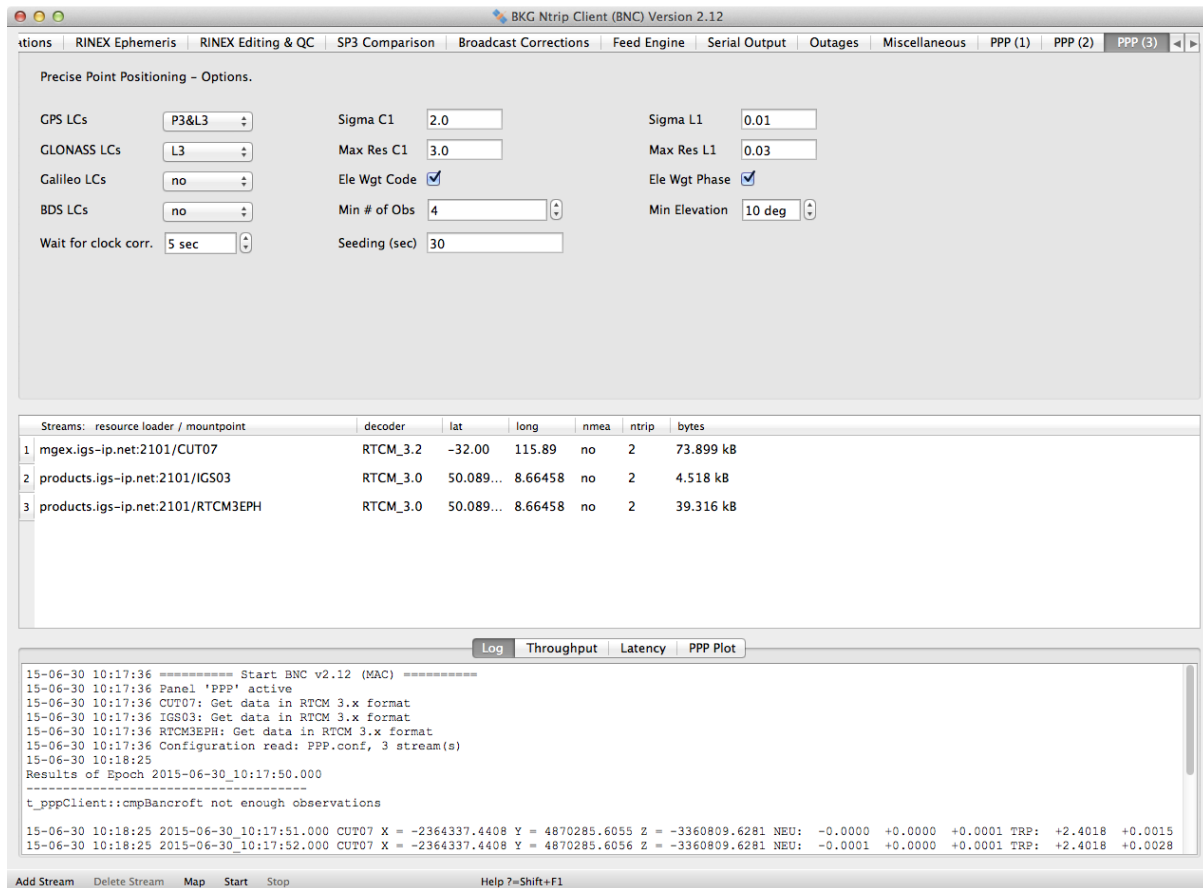 BKG Ntrip Client (BNC) Version 2.12
ations RINEX Ephemeris RINEX Editing & QC SP3 Comparison Broadcast Corrections Feed Engine Serial Output Outages Miscellaneous PPP (1) PPP (2) PPP (3)
Precise Point Positioning - Options.
GPS LCs P3&L3 Sigma C1 2.0 Sigma L1 0.01
GLONASS LCs L3 Max Res C1 3.0 Max Res L1 0.03
Galileo LCs no Ele Wgt Code Ele Wgt Phase
BDS LCs no Min # of Obs 4 Min Elevation 10 deg
Wait for clock corr. 5 sec Seeding (sec) 30
Streams: resource loader / mountpoint decoder lat long nmea ntrip bytes
1 mgex.igs-ip.net:2101/CUT07 RTCM_3.2 -32.00 115.89 no 2 73.899 kB
2 products.igs-ip.net:2101/IGS03 RTCM_3.0 50.089... 8.66458 no 2 4.518 kB
3 products.igs-ip.net:2101/RTCM3EPH RTCM_3.0 50.089... 8.66458 no 2 39.316 kB
Log Throughput Latency PPP Plot
15-06-30 10:17:36 ========== Start BNC v2.12 (MAC) ==========
15-06-30 10:17:36 Panel 'PPP' active
15-06-30 10:17:36 CUT07: Get data in RTCM 3.x format
15-06-30 10:17:36 IGS03: Get data in RTCM 3.x format
15-06-30 10:17:36 RTCM3EPH: Get data in RTCM 3.x format
15-06-30 10:17:36 Configuration read: PPP.conf, 3 stream(s)
15-06-30 10:18:25
Results of Epoch 2015-06-30_10:17:50.000
--------------------------------------
t_pppClient::cmpBancroft not enough observations
15-06-30 10:18:25 2015-06-30_10:17:51.000 CUT07 X = -2364337.4408 Y = 4870285.6055 Z = -3360809.6281 NEU: -0.0000 +0.0000 +0.0001 TRP: +2.4018 +0.0015
15-06-30 10:18:25 2015-06-30_10:17:52.000 CUT07 X = -2364337.4408 Y = 4870285.6056 Z = -3360809.6281 NEU: -0.0001 +0.0000 +0.0001 TRP: +2.4018 +0.0028
Add Stream Delete Stream Map Start Stop Help ?=Shift+F1